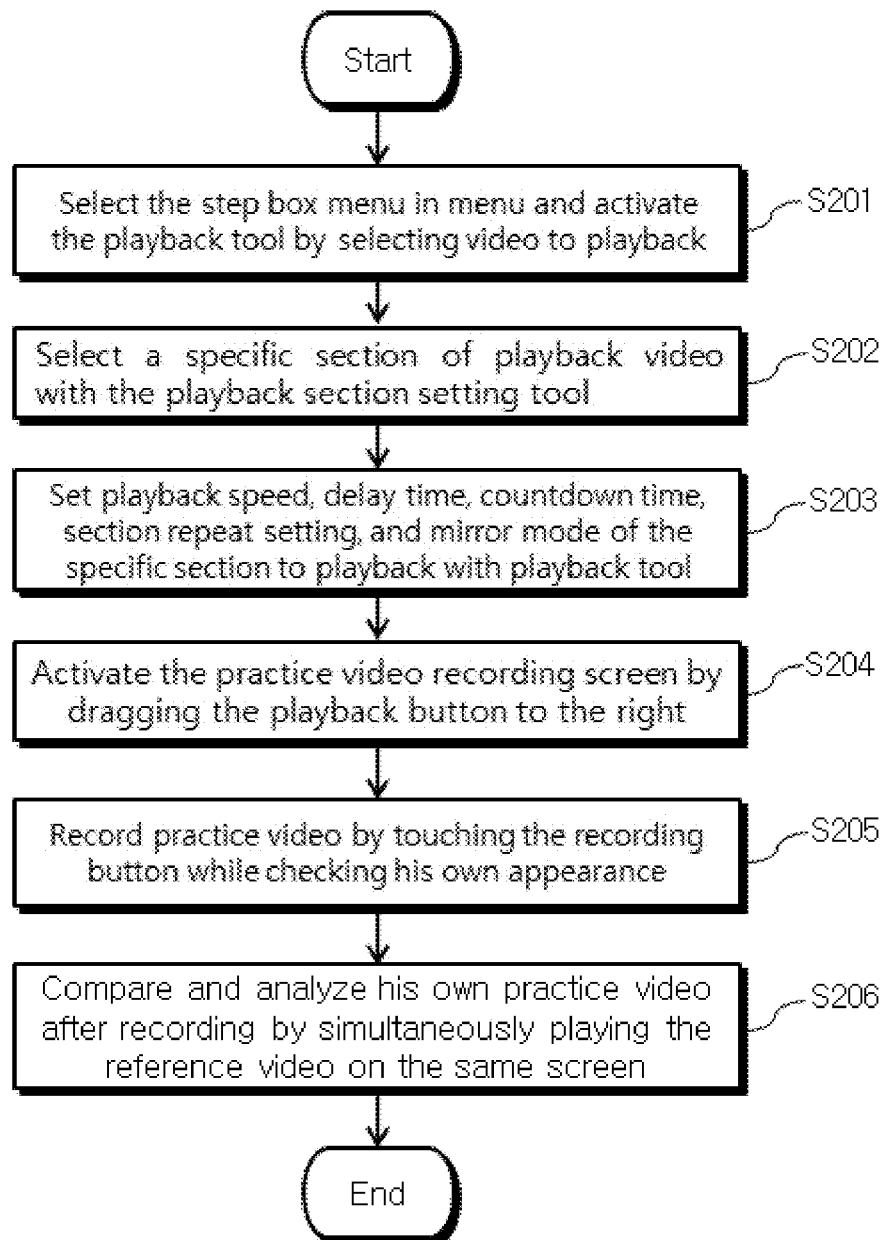 Start
Select the step box menu in menu and activate
the playback tool by selecting video to playback
S201
Select a specific section of playback video
with the playback section setting tool
S202
Set playback speed, delay time, countdown time,
section repeat setting, and mirror mode of the
specific section to playback with playback tool
S203
Activate the practice video recording screen by
dragging the playback button to the right
S204
Record practice video by touching the recording
button while checking his own appearance
S205
Compare and analyze his own practice video
after recording by simultaneously playing the
reference video on the same screen
S206
End